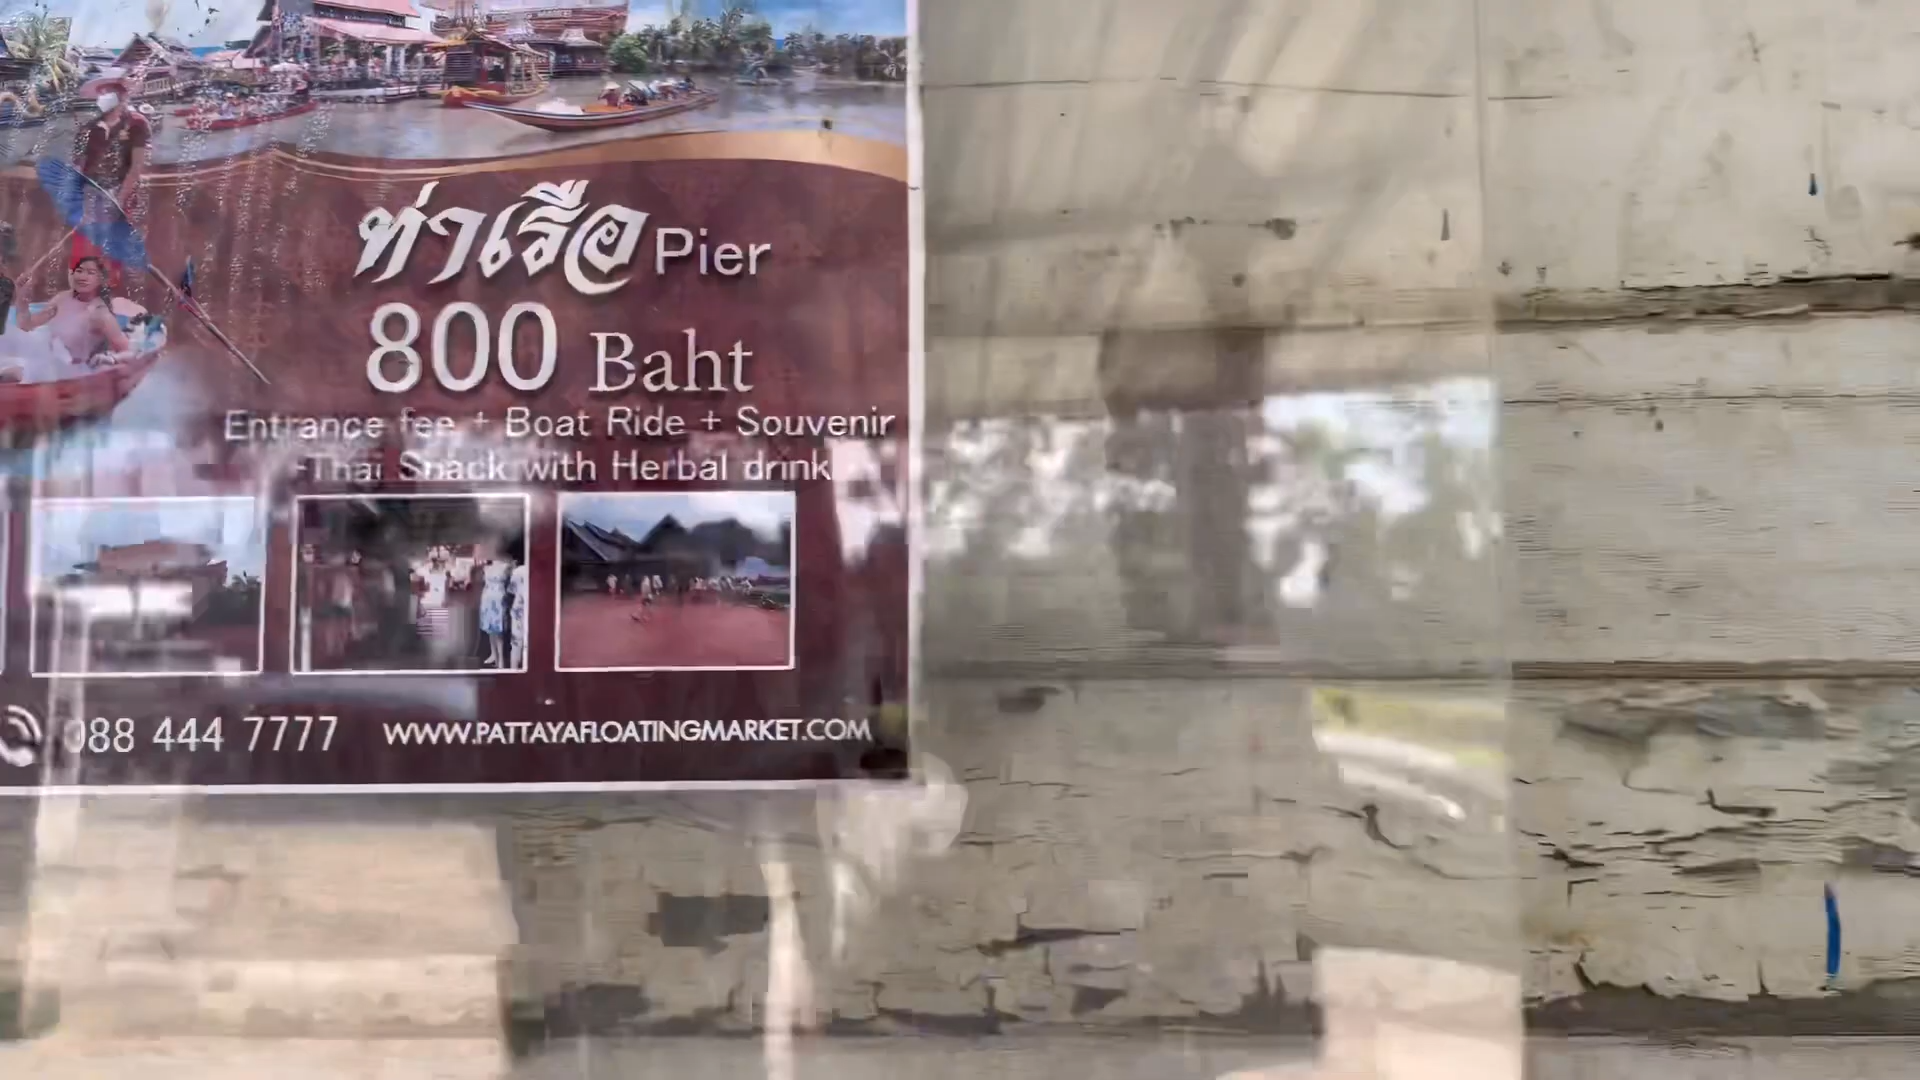 ท่าเรือ Pier
800 Baht
Entrance fee + Boat Ride + Souvenir
Thai Snack with Herbal drink
088 444 7777 WWW.PATTAYAFLOATINGMARKET.COM